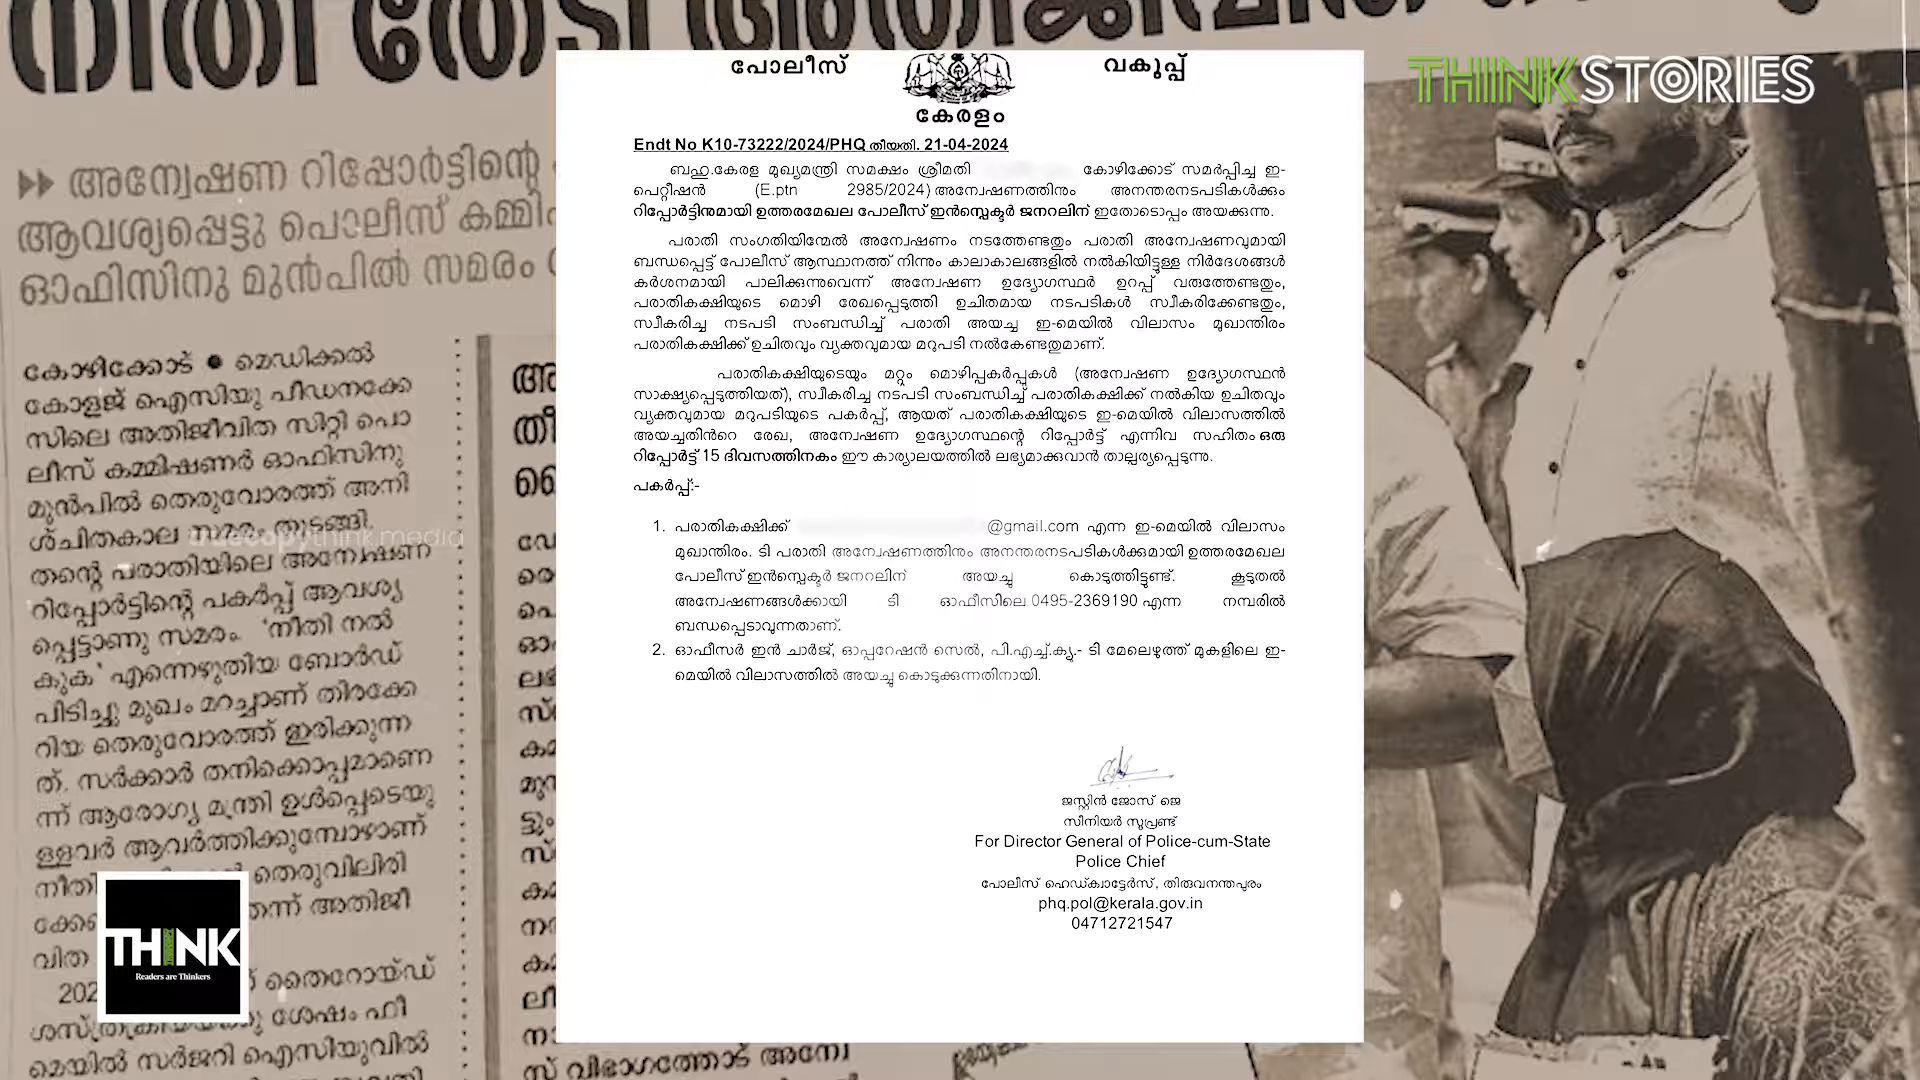 ▶▶ അന്വേഷണ റിപ്പോർട്ടിന്റെ
ആവശ്യപ്പെട്ടു പൊലീസ്
ഓഫിസിനു മുൻപിൽ സമരം
കോഴിക്കോട് ● മെഡിക്കൽ
കോളജ് ഐസിയു പീഡനക്കേ
സിലെ അതിജീവിത സിറ്റി പൊ
ലീസ് കമ്മിഷണർ ഓഫിസിനു
മുൻപിൽ തെരുവോരത്ത് അനി
ശ്ചിതകാല സമരം തുടങ്ങി.
തന്റെ പരാതിയിലെ അന്വേഷണ
റിപ്പോർട്ടിന്റെ പകർപ്പ് ആവശ്യ
പ്പെട്ടാണു സമരം. 'നീതി നൽ
കുക' എന്നെഴുതിയ ബോർഡ്
പിടിച്ചു മുഖം മറച്ചാണ് തിരക്കേ
റിയ തെരുവോരത്ത് ഇരിക്കുന്ന
ത്. സർക്കാർ തനിക്കൊപ്പമാണെ
ന്ന് ആരോഗ്യ മന്ത്രി ഉൾപ്പെടെയു
ള്ളവർ ആവർത്തിക്കുമ്പോഴാണ്
നീതി തെരുവിലിരി
ക്കേ ന്ന് അതിജീ
വിത
തൈറോയ്ഡ്
ശസ്ത്രക്രിയയ്ക്കു ശേഷം ഫീ
മെയിൽ സർജറി ഐസിയുവിൽ
സ് വിഭാഗത്തോട് അന്വേ
പോലീസ് വകുപ്പ്
കേരളം
Endt No K10-73222/2024/PHQ തീയതി. 21-04-2024
ബഹു.കേരള മുഖ്യമന്ത്രി സമക്ഷം ശ്രീമതി കോഴിക്കോട് സമർപ്പിച്ച ഇ-
പെറ്റീഷൻ (E.ptn 2985/2024) അന്വേഷണത്തിനും അനന്തരനടപടികൾക്കും
റിപ്പോർട്ടിനുമായി ഉത്തരമേഖല പോലീസ് ഇൻസ്പെക്ടർ ജനറലിന് ഇതോടൊപ്പം അയക്കുന്നു.
പരാതി സംഗതിയിന്മേൽ അന്വേഷണം നടത്തേണ്ടതും പരാതി അന്വേഷണവുമായി
ബന്ധപ്പെട്ട് പോലീസ് ആസ്ഥാനത്ത് നിന്നും കാലാകാലങ്ങളിൽ നൽകിയിട്ടുള്ള നിർദേശങ്ങൾ
കർശനമായി പാലിക്കുന്നുവെന്ന് അന്വേഷണ ഉദ്യോഗസ്ഥർ ഉറപ്പ് വരുത്തേണ്ടതും,
പരാതികക്ഷിയുടെ മൊഴി രേഖപ്പെടുത്തി ഉചിതമായ നടപടികൾ സ്വീകരിക്കേണ്ടതും,
സ്വീകരിച്ച നടപടി സംബന്ധിച്ച് പരാതി അയച്ച ഇ-മെയിൽ വിലാസം മുഖാന്തിരം
പരാതികക്ഷിക്ക് ഉചിതവും വ്യക്തവുമായ മറുപടി നൽകേണ്ടതുമാണ്.
പരാതികക്ഷിയുടെയും മറ്റും മൊഴിപ്പകർപ്പുകൾ (അന്വേഷണ ഉദ്യോഗസ്ഥൻ
സാക്ഷ്യപ്പെടുത്തിയത്), സ്വീകരിച്ച നടപടി സംബന്ധിച്ച് പരാതികക്ഷിക്ക് നൽകിയ ഉചിതവും
വ്യക്തവുമായ മറുപടിയുടെ പകർപ്പ്, ആയത് പരാതികക്ഷിയുടെ ഇ-മെയിൽ വിലാസത്തിൽ
അയച്ചതിൻറെ രേഖ, അന്വേഷണ ഉദ്യോഗസ്ഥന്റെ റിപ്പോർട്ട് എന്നിവ സഹിതം ഒരു
റിപ്പോർട്ട് 15 ദിവസത്തിനകം ഈ കാര്യാലയത്തിൽ ലഭ്യമാക്കുവാൻ താല്പര്യപ്പെടുന്നു.
പകർപ്പ്:-
1. പരാതികക്ഷിക്ക് @gmail.com എന്ന ഇ-മെയിൽ വിലാസം
മുഖാന്തിരം. ടി പരാതി അന്വേഷണത്തിനും അനന്തരനടപടികൾക്കുമായി ഉത്തരമേഖല
പോലീസ് ഇൻസ്പെക്ടർ ജനറലിന് അയച്ചു കൊടുത്തിട്ടുണ്ട്. കൂടുതൽ
അന്വേഷണങ്ങൾക്കായി ടി ഓഫീസിലെ 0495-2369190 എന്ന നമ്പരിൽ
ബന്ധപ്പെടാവുന്നതാണ്.
2. ഓഫീസർ ഇൻ ചാർജ്, ഓപ്പറേഷൻ സെൽ, പി.എച്ച്.ക്യു.- ടി മേലെഴുത്ത് മുകളിലെ ഇ-
മെയിൽ വിലാസത്തിൽ അയച്ചു കൊടുക്കുന്നതിനായി.
ജസ്റ്റിൻ ജോസ് ജെ
സീനിയർ സൂപ്രണ്ട്
For Director General of Police-cum-State
Police Chief
പോലീസ് ഹെഡ്ക്വാട്ടേർസ്, തിരുവനന്തപുരം
phq.pol@kerala.gov.in
04712721547
THINKSTORIES
truecopythink.media
THINK
Readers are Thinkers